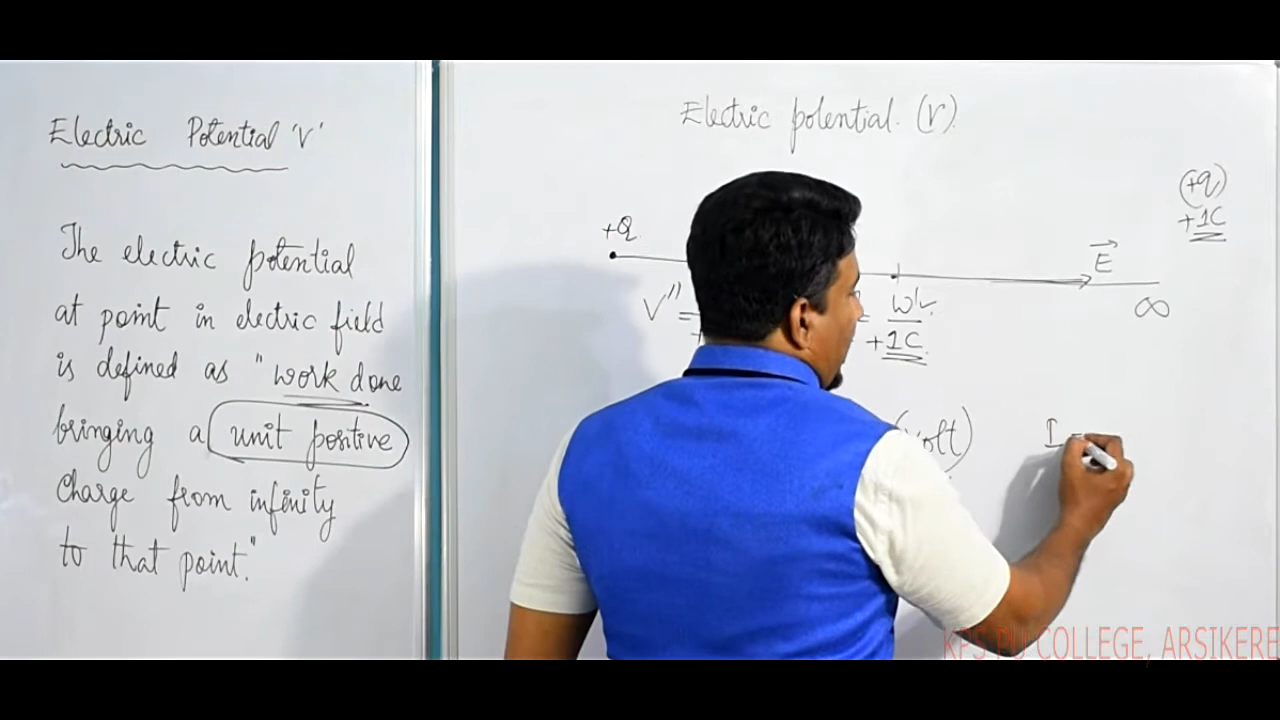 Electric Potential 'V'
The electric potential
at point in electric field
is defined as "work done
bringing a unit positive
charge from infinity
to that point."
Electric potential. (V).
(+q)
+1C
+Q
E
∞
V" =
= W'
+1C
(volt)
KPS PU COLLEGE, ARSIKERE